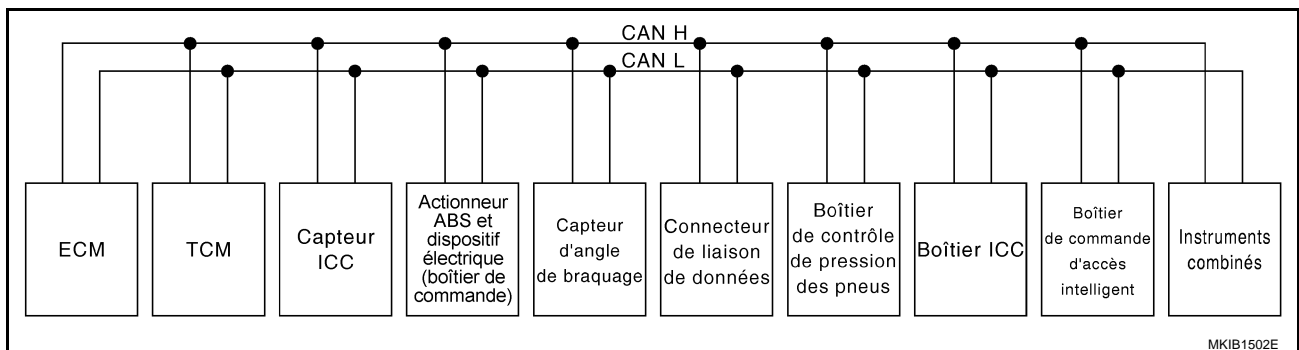 CAN H
CAN L
ECM
TCM
Capteur
ICC
Actionneur
ABS et
dispositif
électrique
(boîtier de
commande)
Capteur
d'angle
de braquage
Connecteur
de liaison
de données
Boîtier
de contrôle
de pression
des pneus
Boîtier ICC
Boîtier
de commande
d'accès
intelligent
Instruments
combinés
MKIB1502E